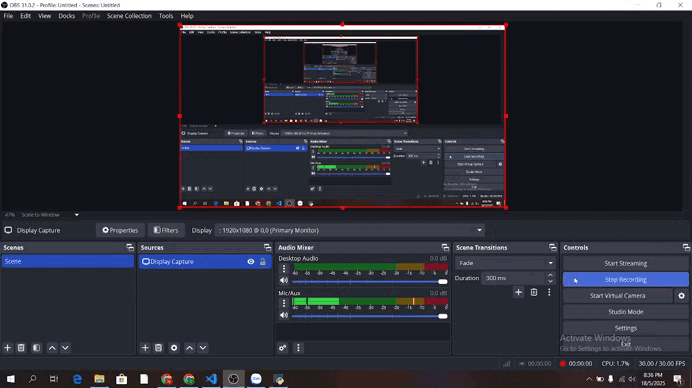 OBS 31.0.2 - Profile: Untitled - Scenes: Untitled
File Edit View Docks Profile Scene Collection Tools Help
47% Scale to Window
Display Capture Properties Filters Display : 1920x1080 @ 0,0 (Primary Monitor)
Scenes
Scene
Sources
Display Capture
Audio Mixer
Desktop Audio 0.0 dB
-60 -55 -50 -45 -40 -35 -30 -25 -20 -15 -10 -5 0
Mic/Aux 0.0 dB
-60 -55 -50 -45 -40 -35 -30 -25 -20 -15 -10 -5 0
Scene Transitions
Fade
Duration 300 ms
Controls
Start Streaming
Stop Recording
Start Virtual Camera
Studio Mode
Settings
Exit
Activate Windows
Go to Settings to activate Windows.
00:00:00 00:00:00 CPU: 1.7% 30.00 / 30.00 FPS
8:36 PM
18/5/2025